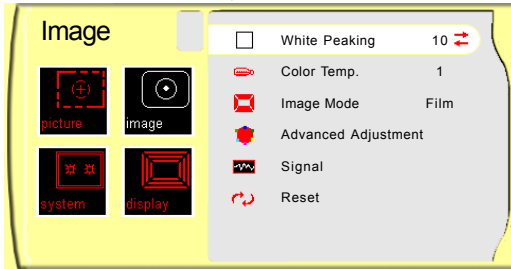 Image
picture
image
system
display
White Peaking 10
Color Temp. 1
Image Mode Film
Advanced Adjustment
Signal
Reset